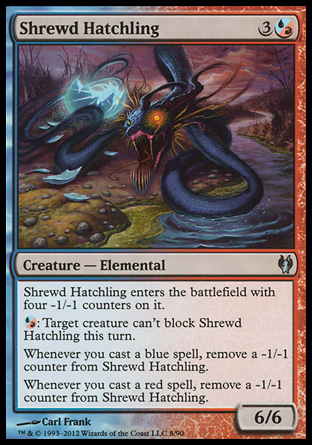 Shrewd Hatchling 3
Creature — Elemental
Shrewd Hatchling enters the battlefield with
four -1/-1 counters on it.
: Target creature can't block Shrewd
Hatchling this turn.
Whenever you cast a blue spell, remove a -1/-1
counter from Shrewd Hatchling.
Whenever you cast a red spell, remove a -1/-1
counter from Shrewd Hatchling.
6/6
Carl Frank
™ & © 1993–2012 Wizards of the Coast LLC 8/90